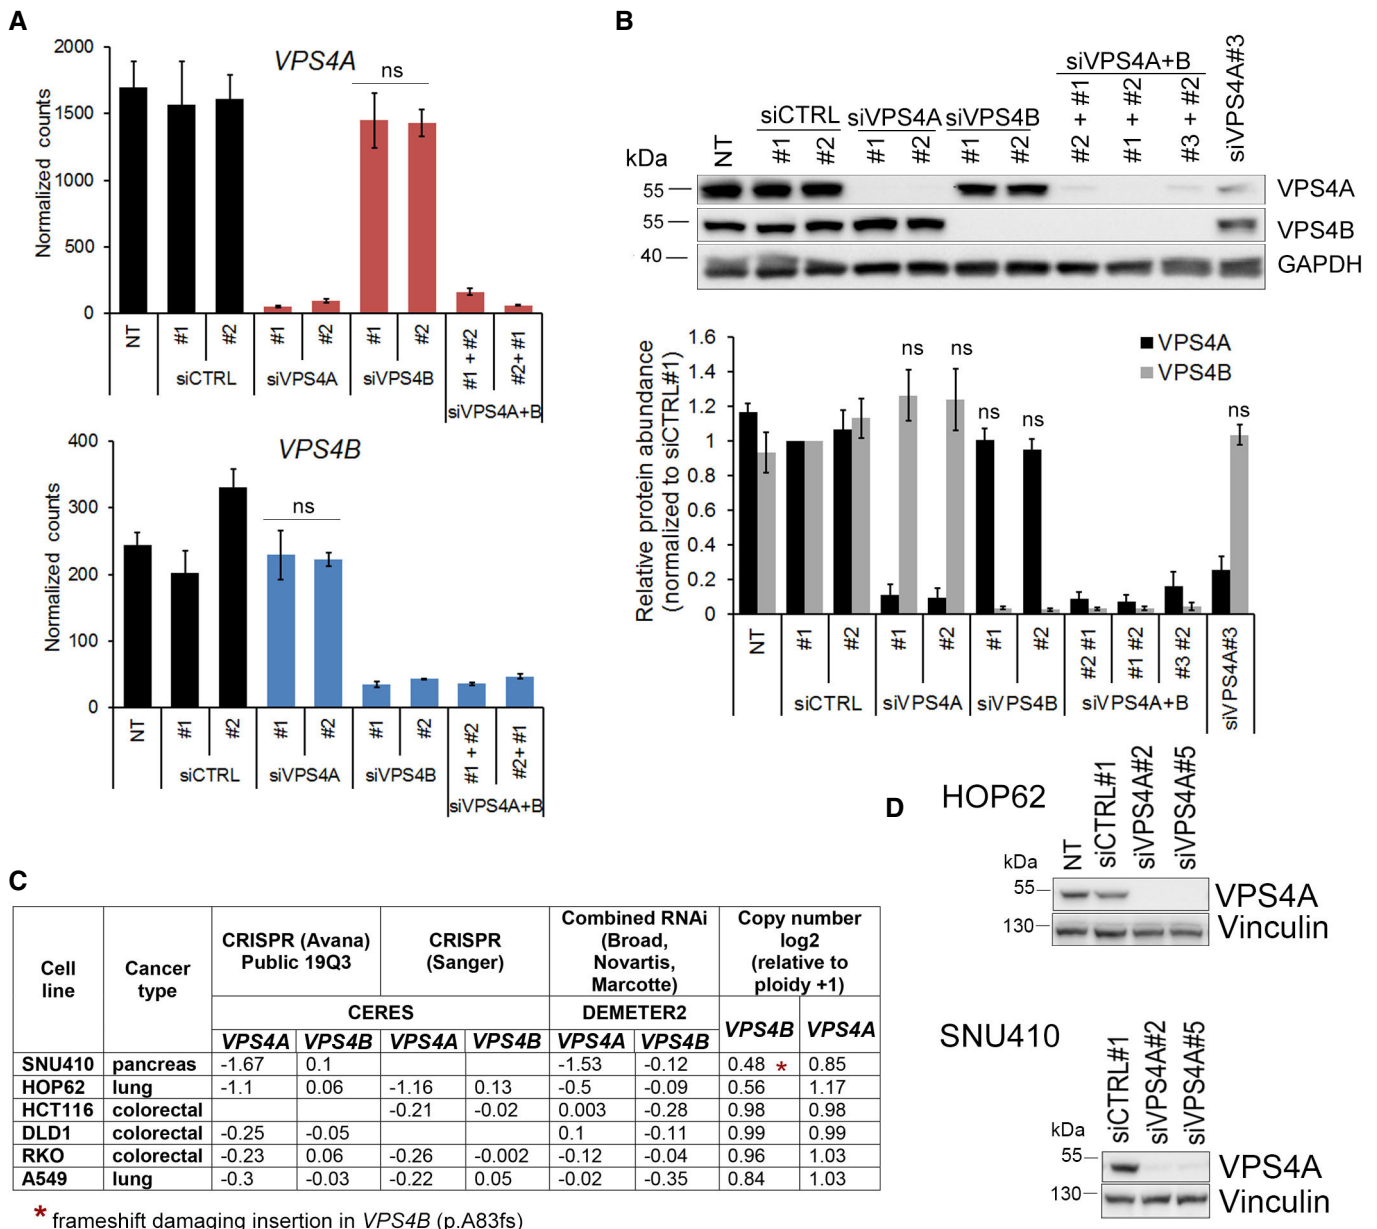 A
VPS4A
ns
Normalized counts
2000
1500
1000
500
0
NT #1 #2 #1 #2 #1 #2 #1 + #2 #2+ #1
siCTRL siVPS4A siVPS4B
siVPS4A+B
VPS4B
ns
Normalized counts
400
300
200
100
0
NT #1 #2 #1 #2 #1 #2 #1 + #2 #2+ #1
siCTRL siVPS4A siVPS4B
siVPS4A+B
B
siVPS4A+B
siCTRL siVPS4A siVPS4B
kDa NT #1 #2 #1 #2 #1 #2 #2 + #1 #1 + #2 #3 + #2 siVPS4A#3
55 VPS4A
55 VPS4B
40 GAPDH
Relative protein abundance
(normalized to siCTRL#1)
1.6
1.4
1.2
1
0.8
0.6
0.4
0.2
0
ns ns ns ns ns
VPS4A
VPS4B
NT #1 #2 #1 #2 #1 #2 #2 #1 #1 #2 #3 #2 siVPS4A#3
siCTRL siVPS4A siVPS4B siVPS4A+B
C
Cell line Cancer type CRISPR (Avana) Public 19Q3 CRISPR (Sanger) Combined RNAi (Broad, Novartis, Marcotte) Copy number log2 (relative to ploidy +1)
CERES DEMETER2 VPS4B VPS4A
VPS4A VPS4B VPS4A VPS4B VPS4A VPS4B
SNU410 pancreas -1.67 0.1 -1.53 -0.12 0.48 * 0.85
HOP62 lung -1.1 0.06 -1.16 0.13 -0.5 -0.09 0.56 1.17
HCT116 colorectal -0.21 -0.02 0.003 -0.28 0.98 0.98
DLD1 colorectal -0.25 -0.05 0.1 -0.11 0.99 0.99
RKO colorectal -0.23 0.06 -0.26 -0.002 -0.12 -0.04 0.96 1.03
A549 lung -0.3 -0.03 -0.22 0.05 -0.02 -0.35 0.84 1.03
* frameshift damaging insertion in VPS4B (p.A83fs)
D
HOP62
kDa NT siCTRL#1 siVPS4A#2 siVPS4A#5
55 VPS4A
130 Vinculin
SNU410
kDa siCTRL#1 siVPS4A#2 siVPS4A#5
55 VPS4A
130 Vinculin